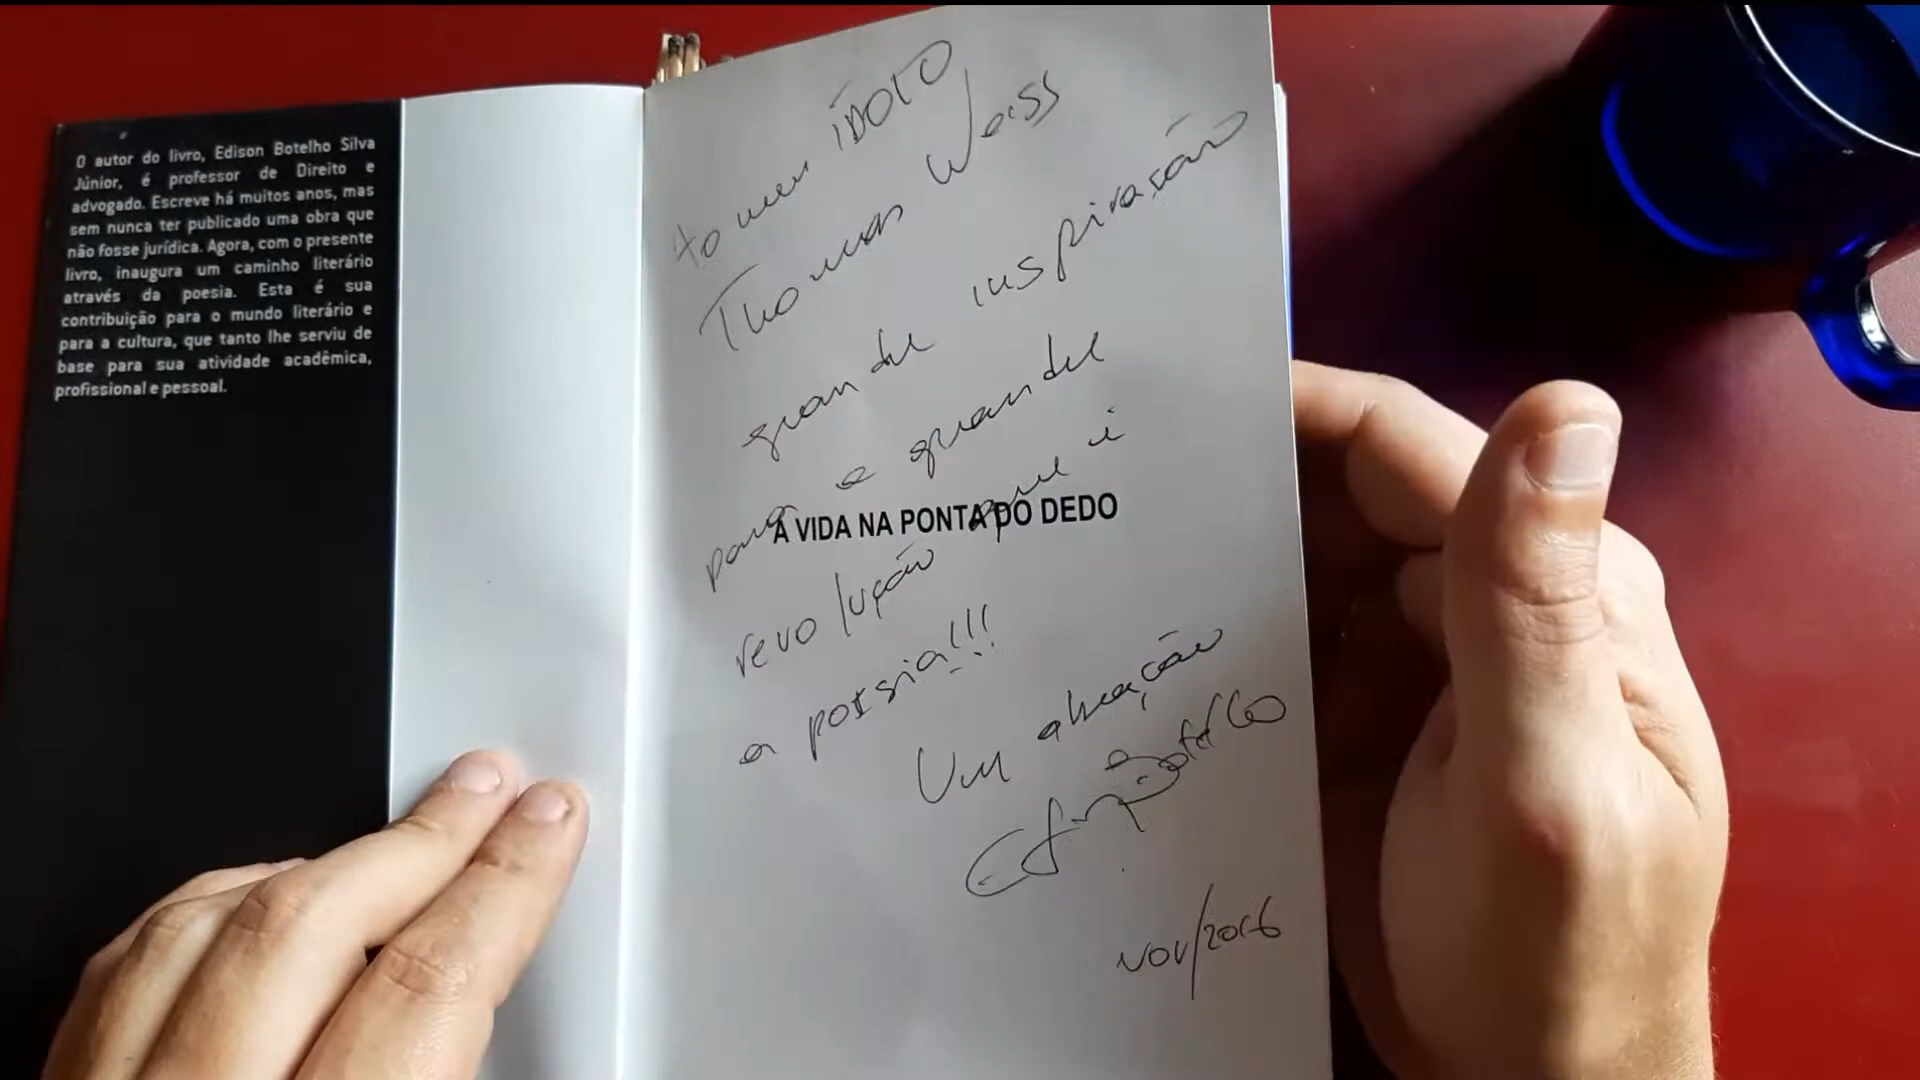 O autor do livro, Edison Botelho Silva
Júnior, é professor de Direito e
advogado. Escreve há muitos anos, mas
sem nunca ter publicado uma obra que
não fosse jurídica. Agora, com o presente
livro, inaugura um caminho literário
através da poesia. Esta é sua
contribuição para o mundo literário e
para a cultura, que tanto lhe serviu de
base para sua atividade acadêmica,
profissional e pessoal.
Ao meu ÍDOLO
Thomas Weiss
grande inspiração
para a grande
A VIDA NA PONTA DO DEDO
revolução que é
a poesia!!!
Um abração
Botelho
NOV/2016